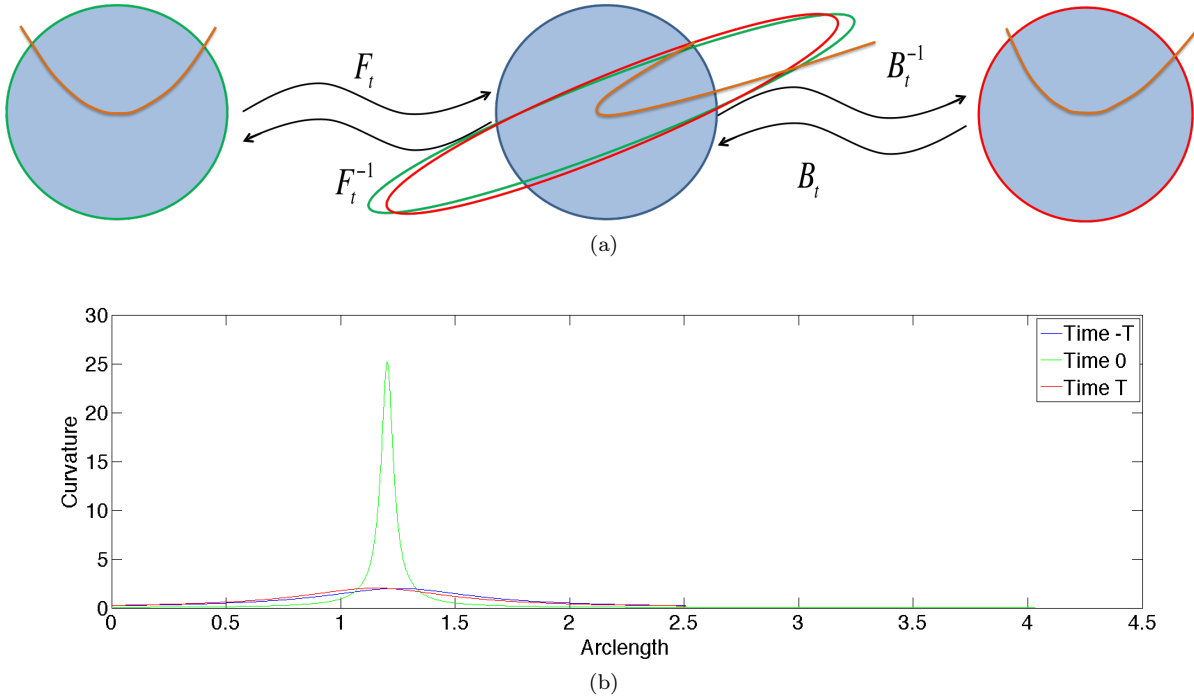 F_t
B_t^{-1}
F_t^{-1}
B_t
(a)
30
25
20
15
10
5
0
Curvature
Time -T
Time 0
Time T
0 0.5 1 1.5 2 2.5 3 3.5 4 4.5
Arclength
(b)